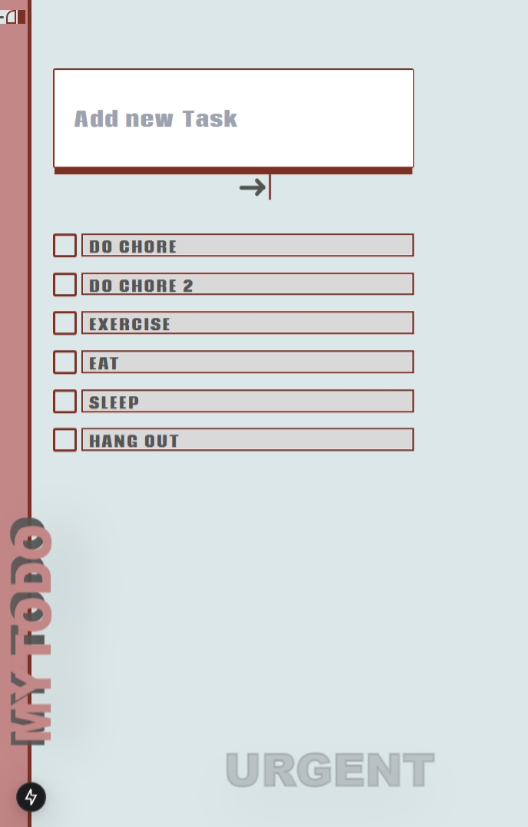 Add new Task
DO CHORE
DO CHORE 2
EXERCISE
EAT
SLEEP
HANG OUT
MY TODO
URGENT